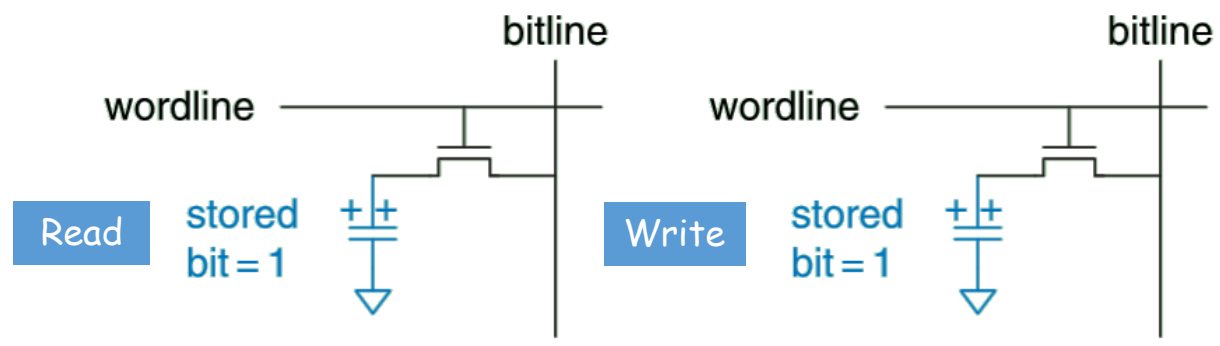 bitline
wordline
Read
stored
bit = 1
++
bitline
wordline
Write
stored
bit = 1
++